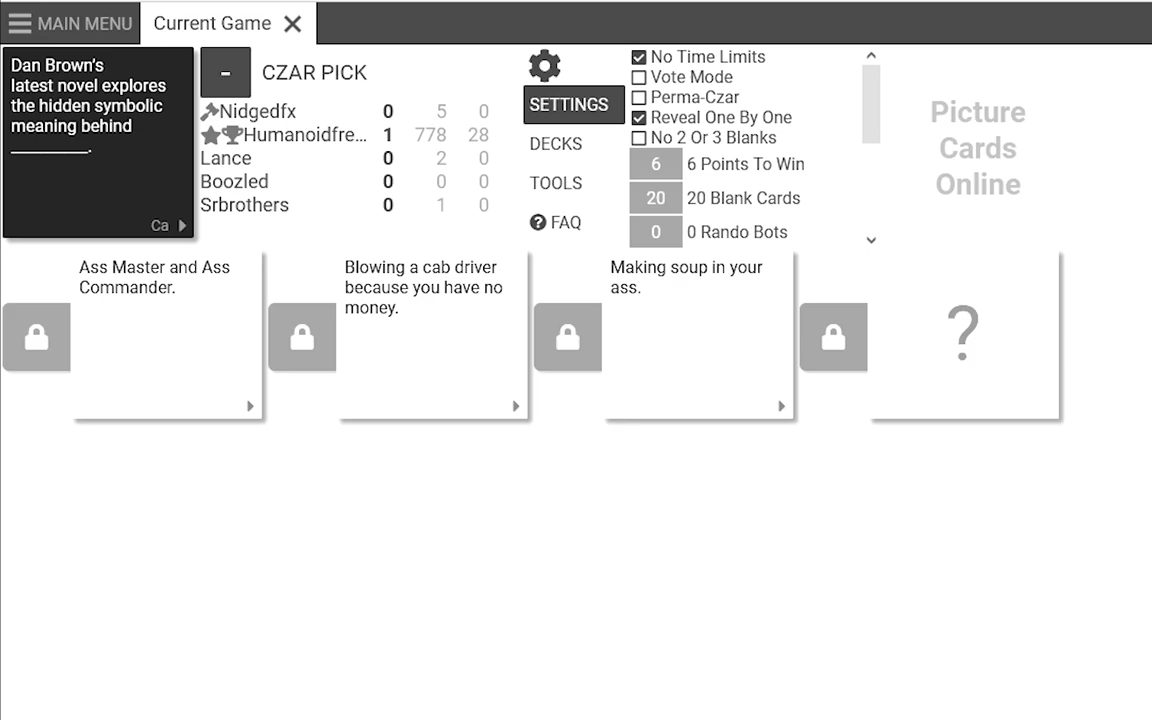 MAIN MENU
Current Game
Dan Brown's
latest novel explores
the hidden symbolic
meaning behind
_________.
Ca
-
CZAR PICK
Nidgedfx 0 5 0
Humanoidfre... 1 778 28
Lance 0 2 0
Boozled 0 0 0
Srbrothers 0 1 0
SETTINGS
DECKS
TOOLS
? FAQ
No Time Limits
Vote Mode
Perma-Czar
Reveal One By One
No 2 Or 3 Blanks
6 6 Points To Win
20 20 Blank Cards
0 0 Rando Bots
Picture
Cards
Online
Ass Master and Ass
Commander.
Blowing a cab driver
because you have no
money.
Making soup in your
ass.
?